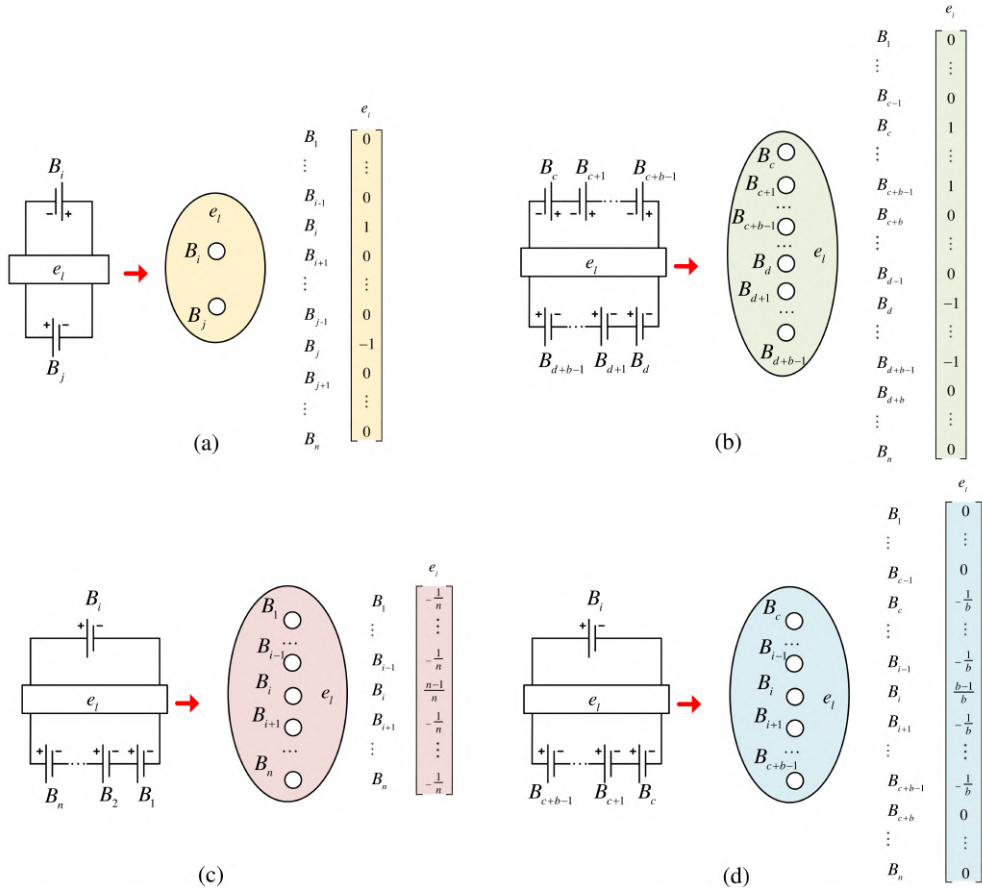 B_i
- +
e_l
+ -
B_j
e_l
B_i
B_j
e_l
B_1 0
⋮ ⋮
B_{i-1} 0
B_i 1
B_{i+1} 0
⋮ ⋮
B_{j-1} 0
B_j −1
B_{j+1} 0
⋮ ⋮
B_n 0
(a)
B_c B_{c+1} B_{c+b-1}
- + - + ... - +
e_l
+ - ... + - + -
B_{d+b-1} B_{d+1} B_d
B_c
B_{c+1}
...
B_{c+b-1}
...
B_d e_l
B_{d+1}
...
B_{d+b-1}
e_l
B_1 0
⋮ ⋮
B_{c-1} 0
B_c 1
⋮ ⋮
B_{c+b-1} 1
B_{c+b} 0
⋮ ⋮
B_{d-1} 0
B_d −1
⋮ ⋮
B_{d+b-1} −1
B_{d+b} 0
⋮ ⋮
B_n 0
(b)
B_i
+ -
e_l
+ - ... + - + -
B_n B_2 B_1
B_1
...
B_{i-1}
B_i e_l
B_{i+1}
...
B_n
e_l
B_1 -1/n
⋮ ⋮
B_{i-1} -1/n
B_i (n-1)/n
B_{i+1} -1/n
⋮ ⋮
B_n -1/n
(c)
B_i
+ -
e_l
+ - ... + - + -
B_{c+b-1} B_{c+1} B_c
B_c
...
B_{i-1}
B_i e_l
B_{i+1}
...
B_{c+b-1}
e_l
B_1 0
⋮ ⋮
B_{c-1} 0
B_c -1/b
⋮ ⋮
B_{i-1} -1/b
B_i (b-1)/b
B_{i+1} -1/b
⋮ ⋮
B_{c+b-1} -1/b
B_{c+b} 0
⋮ ⋮
B_n 0
(d)